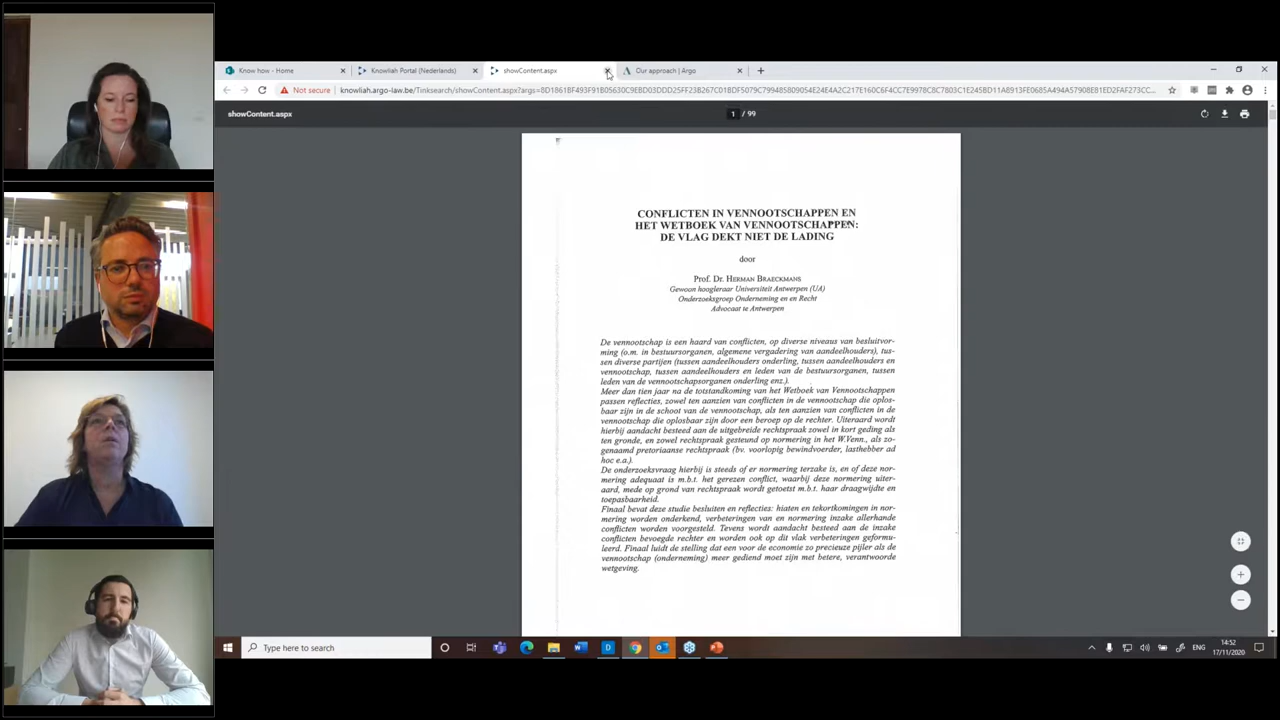 Know how - Home
Knowliah Portal (Nederlands)
showContent.aspx
Our approach | Argo
Not secure
showContent.aspx
1 / 99
CONFLICTEN IN VENNOOTSCHAPPEN EN
HET WETBOEK VAN VENNOOTSCHAPPEN:
DE VLAG DEKT NIET DE LADING
door
Prof. Dr. HERMAN BRAECKMANS
Gewoon hoogleraar Universiteit Antwerpen (UA)
Onderzoeksgroep Onderneming en en Recht
Advocaat te Antwerpen
De vennootschap is een haard van conflicten, op diverse niveaus van besluitvor-
ming (o.m. in bestuursorganen, algemene vergadering van aandeelhouders), tus-
sen diverse partijen (tussen aandeelhouders onderling, tussen aandeelhouders en
vennootschap, tussen aandeelhouders en leden van de bestuursorganen, tussen
leden van de vennootschapsorganen onderling enz.).
Meer dan tien jaar na de totstandkoming van het Wetboek van Vennootschappen
passen reflecties, zowel ten aanzien van conflicten in de vennootschap die oplos-
baar zijn in de schoot van de vennootschap, als ten aanzien van conflicten in de
vennootschap die oplosbaar zijn door een beroep op de rechter. Uiteraard wordt
hierbij aandacht besteed aan de uitgebreide rechtspraak zowel in kort geding als
ten gronde, en zowel rechtspraak gesteund op normering in het W.Venn., als zo-
genaamd pretoriaanse rechtspraak (bv. voorlopig bewindvoerder, lasthebber ad
hoc e.a.).
De onderzoeksvraag hierbij is steeds of er normering terzake is, en of deze nor-
mering adequaat is m.b.t. het gerezen conflict, waarbij deze normering uiter-
aard, mede op grond van rechtspraak wordt getoetst m.b.t. haar draagwijdte en
toepasbaarheid.
Finaal bevat deze studie besluiten en reflecties: hiaten en tekortkomingen in nor-
mering worden onderkend, verbeteringen van en normering inzake allerhande
conflicten worden voorgesteld. Tevens wordt aandacht besteed aan de inzake
conflicten bevoegde rechter en worden ook op dit vlak verbeteringen geformu-
leerd. Finaal luidt de stelling dat een voor de economie zo precieuze pijler als de
vennootschap (onderneming) meer gediend moet zijn met betere, verantwoorde
wetgeving.
Type here to search
ENG
14:52
17/11/2020